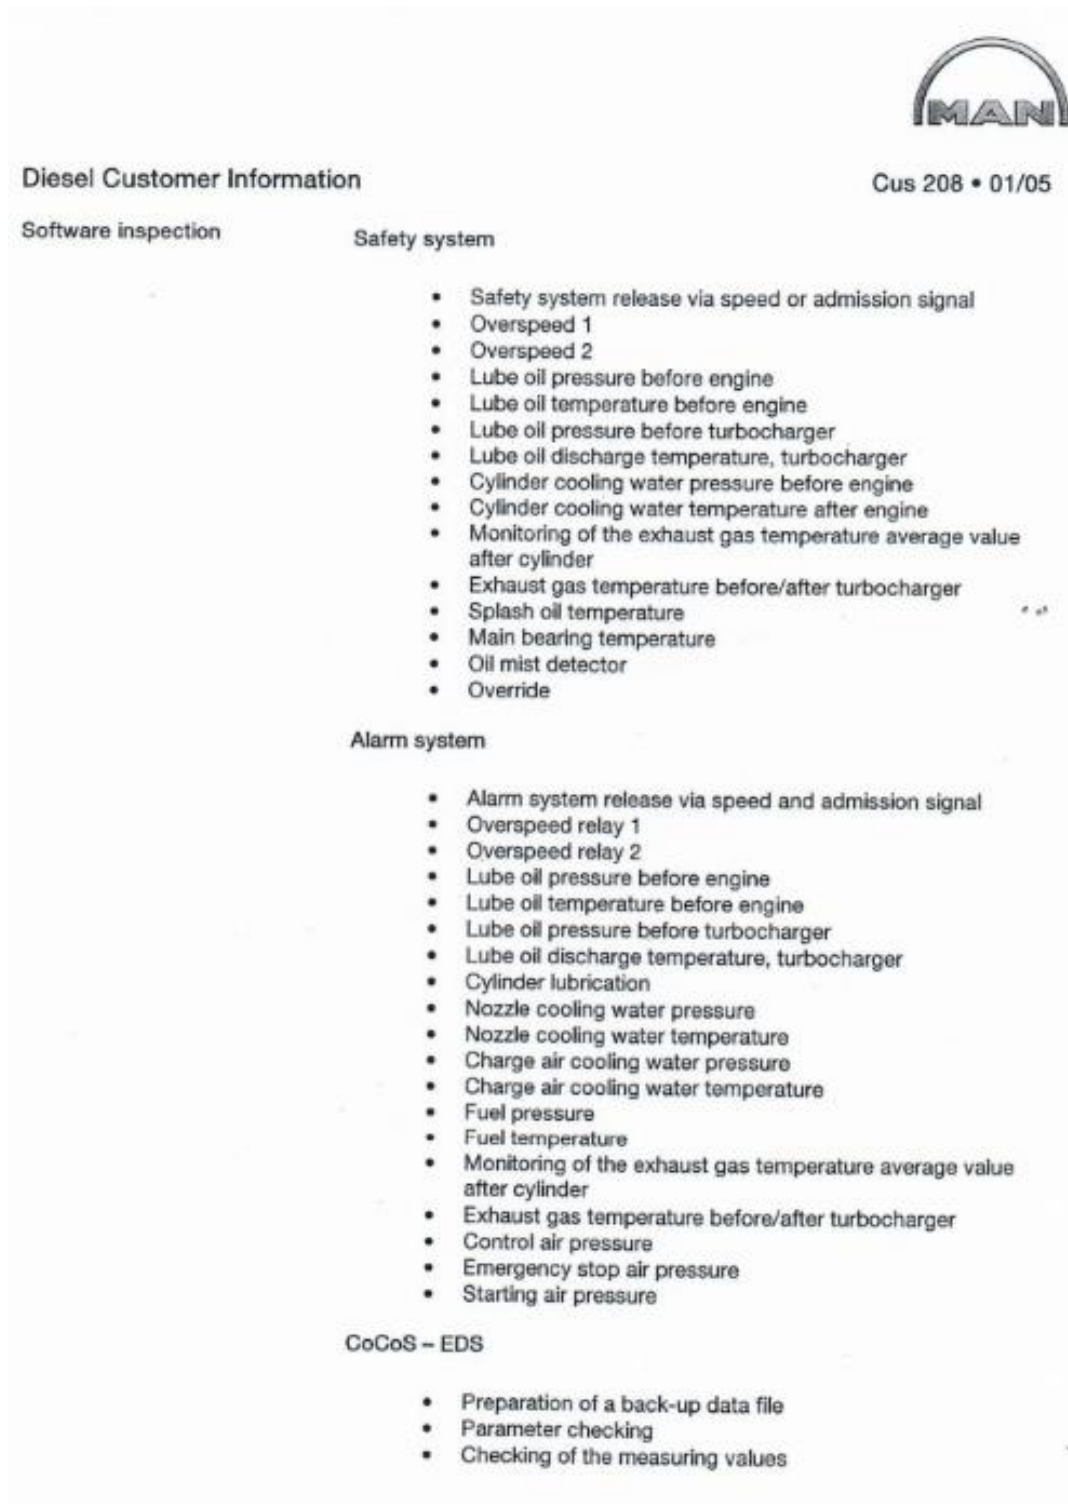 MAN
Diesel Customer Information
Cus 208 • 01/05
Software inspection
Safety system
• Safety system release via speed or admission signal
• Overspeed 1
• Overspeed 2
• Lube oil pressure before engine
• Lube oil temperature before engine
• Lube oil pressure before turbocharger
• Lube oil discharge temperature, turbocharger
• Cylinder cooling water pressure before engine
• Cylinder cooling water temperature after engine
• Monitoring of the exhaust gas temperature average value
after cylinder
• Exhaust gas temperature before/after turbocharger
• Splash oil temperature
• Main bearing temperature
• Oil mist detector
• Override
Alarm system
• Alarm system release via speed and admission signal
• Overspeed relay 1
• Overspeed relay 2
• Lube oil pressure before engine
• Lube oil temperature before engine
• Lube oil pressure before turbocharger
• Lube oil discharge temperature, turbocharger
• Cylinder lubrication
• Nozzle cooling water pressure
• Nozzle cooling water temperature
• Charge air cooling water pressure
• Charge air cooling water temperature
• Fuel pressure
• Fuel temperature
• Monitoring of the exhaust gas temperature average value
after cylinder
• Exhaust gas temperature before/after turbocharger
• Control air pressure
• Emergency stop air pressure
• Starting air pressure
CoCoS – EDS
• Preparation of a back-up data file
• Parameter checking
• Checking of the measuring values